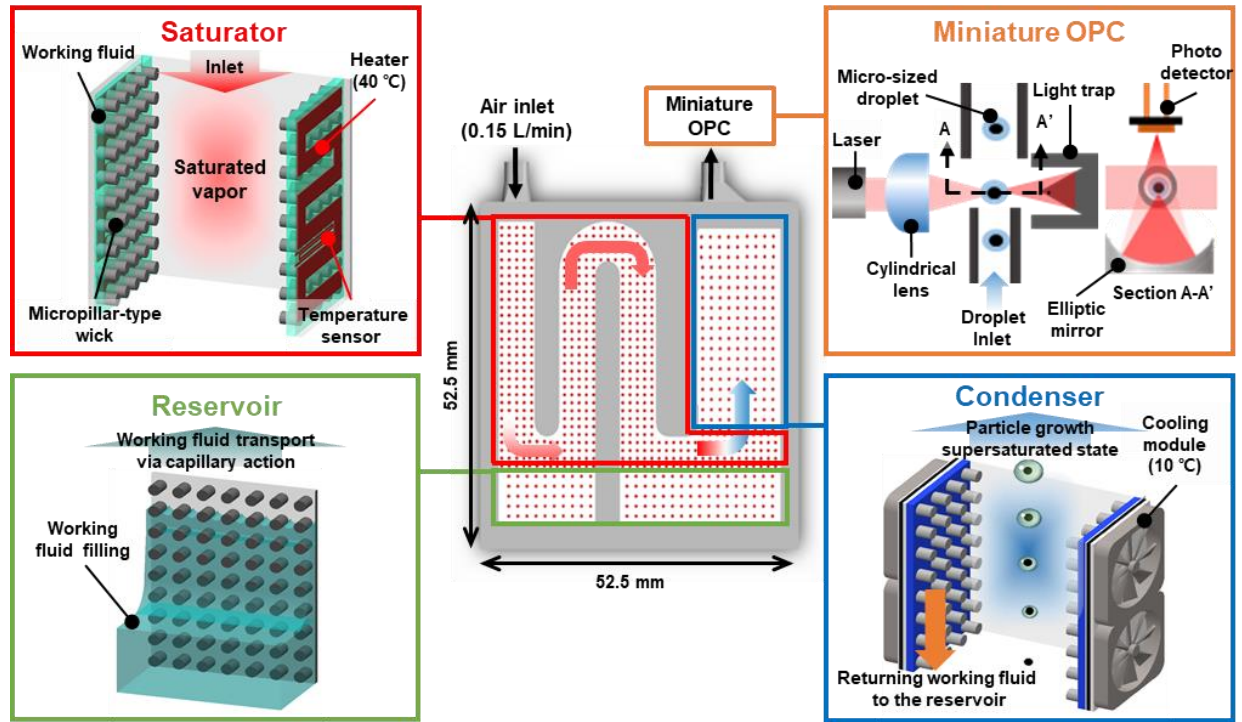 Saturator
Working fluid
Inlet
Heater
(40 ℃)
Saturated
vapor
Micropillar-type
wick
Temperature
sensor
Air inlet
(0.15 L/min)
Miniature
OPC
52.5 mm
52.5 mm
Miniature OPC
Micro-sized
droplet
Photo
detector
A
A'
Light trap
Laser
Cylindrical
lens
Droplet
Inlet
Elliptic
mirror
Section A-A'
Reservoir
Working fluid transport
via capillary action
Working
fluid filling
Condenser
Particle growth
supersaturated state
Cooling
module
(10 ℃)
Returning working fluid
to the reservoir